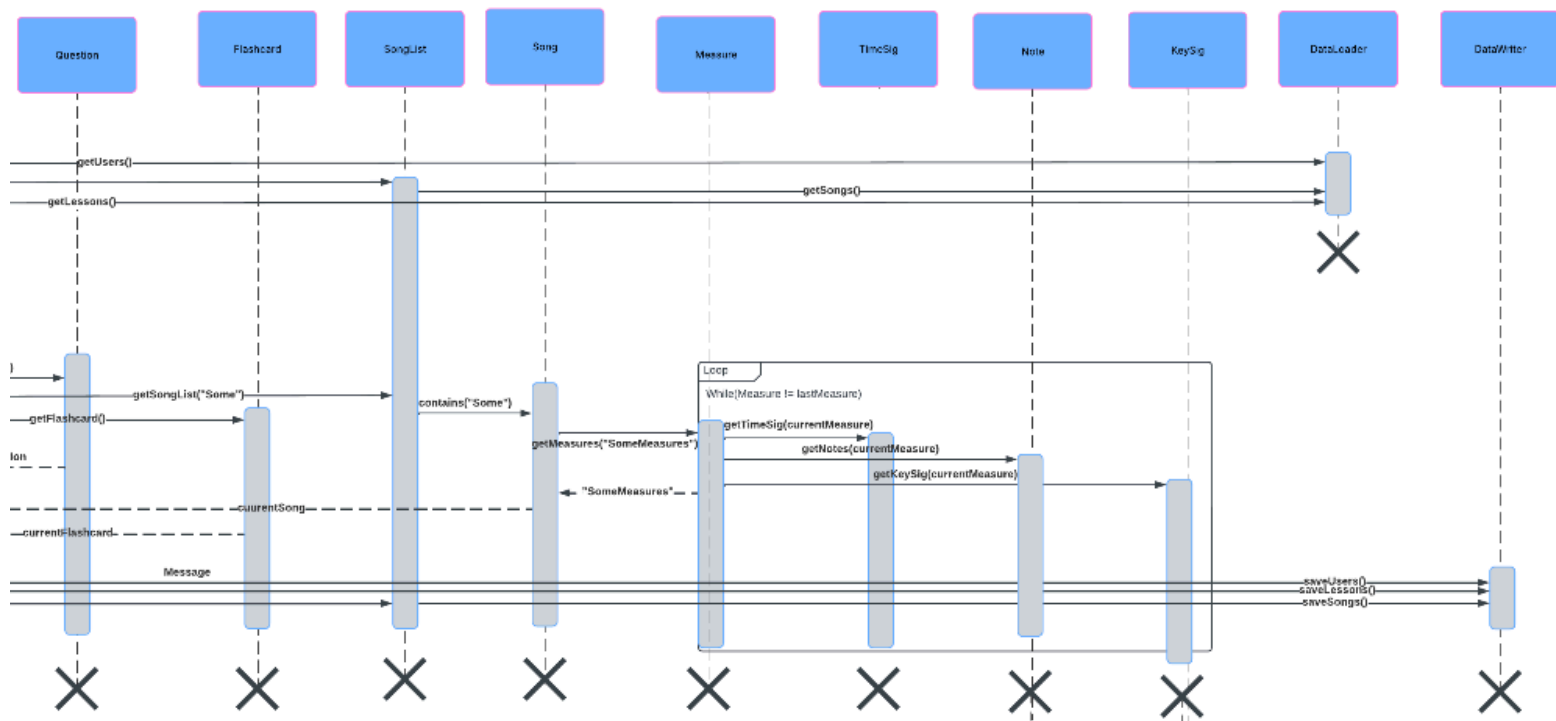 Question
Flashcard
SongList
Song
Measure
TimeSig
Note
KeySig
DataLoader
DataWriter
getUsers()
getSongs()
getLessons()
)
Loop
While(Measure != lastMeasure)
getSongList("Some")
contains("Some")
getFlashcard()
getTimeSig(currentMeasure)
getMeasures("SomeMeasures")
getNotes(currentMeasure)
ion
getKeySig(currentMeasure)
"SomeMeasures"
cuurentSong
currentFlashcard
Message
saveUsers()
saveLessons()
saveSongs()